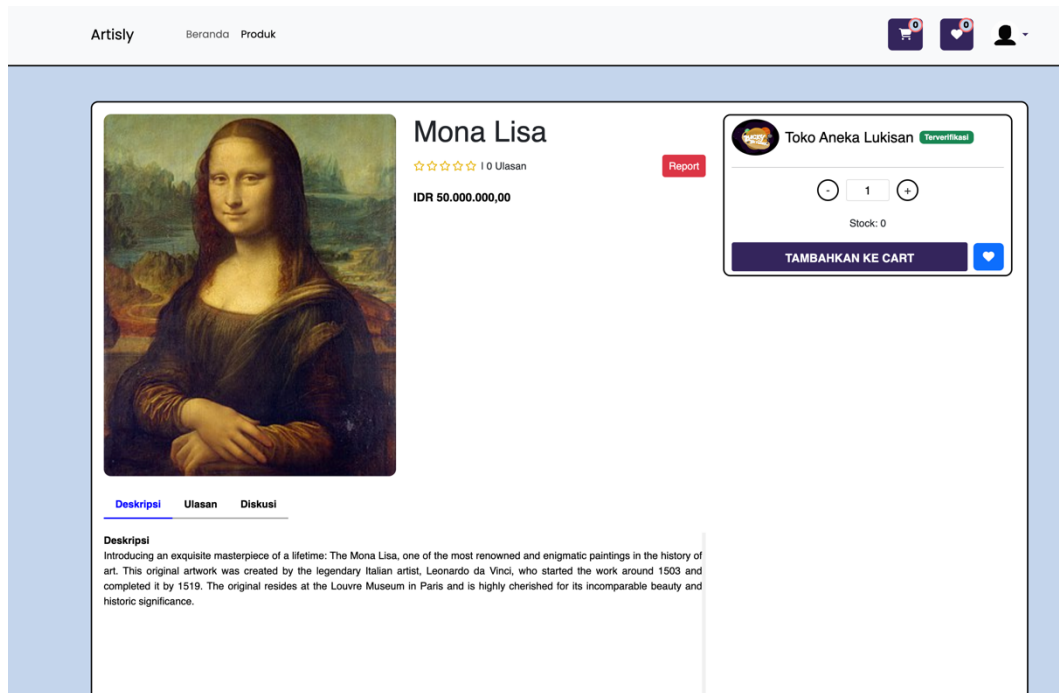 Artisly Beranda Produk 0 0
Mona Lisa
| 0 Ulasan Report
IDR 50.000.000,00
Toko Aneka Lukisan Terverifikasi
- 1 +
Stock: 0
TAMBAHKAN KE CART
Deskripsi Ulasan Diskusi
Deskripsi
Introducing an exquisite masterpiece of a lifetime: The Mona Lisa, one of the most renowned and enigmatic paintings in the history of
art. This original artwork was created by the legendary Italian artist, Leonardo da Vinci, who started the work around 1503 and
completed it by 1519. The original resides at the Louvre Museum in Paris and is highly cherished for its incomparable beauty and
historic significance.